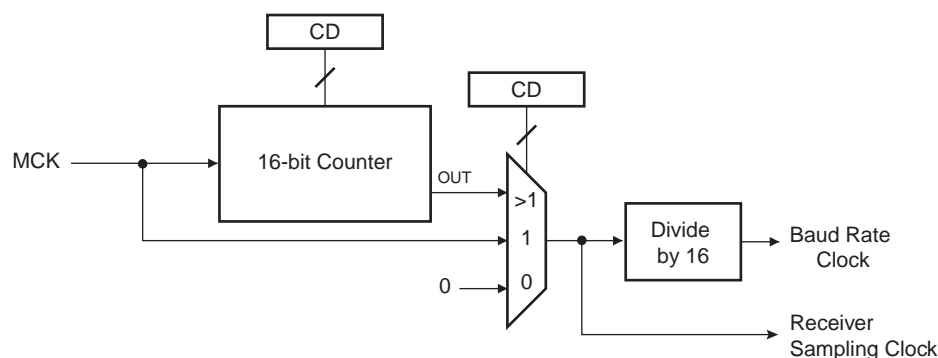 CD
CD
MCK
16-bit Counter
OUT
>1
1
0
0
Divide
by 16
Baud Rate
Clock
Receiver
Sampling Clock